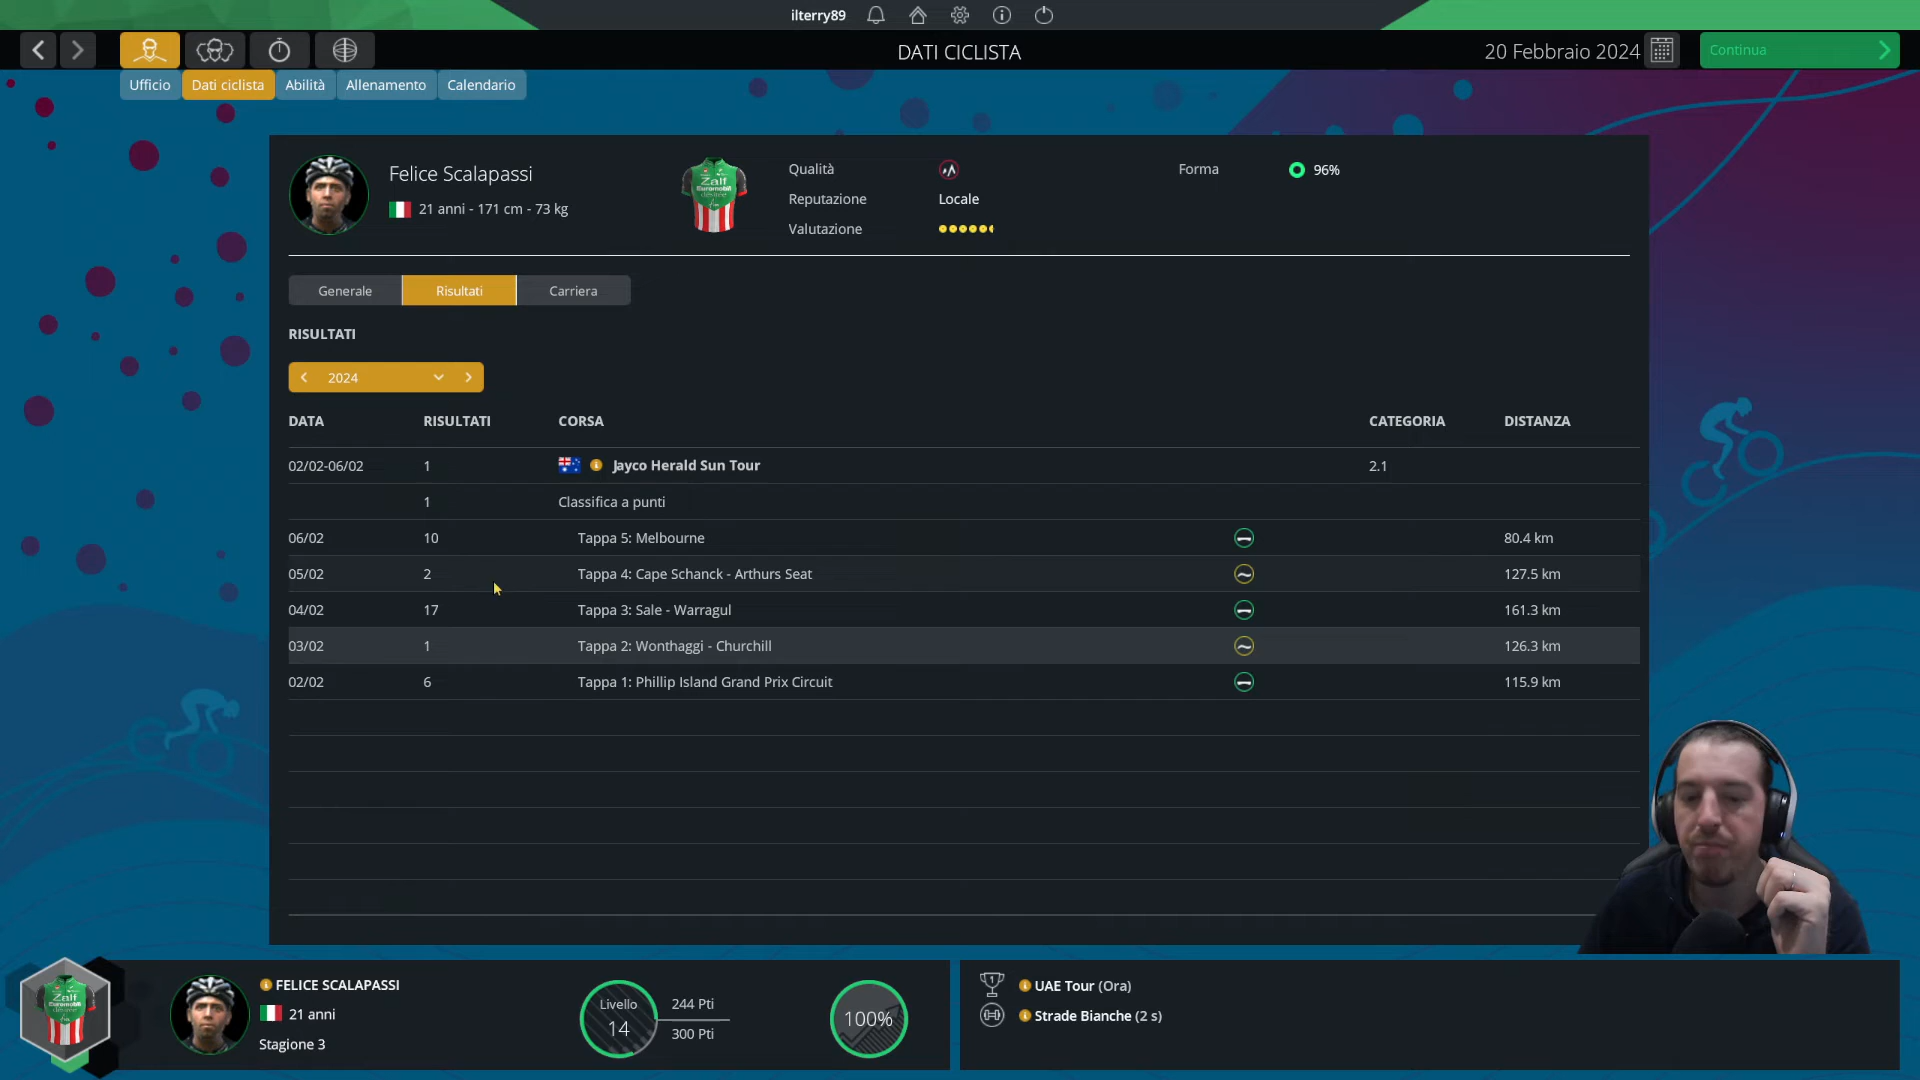 ilterry89
DATI CICLISTA
20 Febbraio 2024
Continua
Ufficio
Dati ciclista
Abilità
Allenamento
Calendario
Felice Scalapassi
21 anni - 171 cm - 73 kg
Zalf
Euromobil
Qualità
Reputazione
Locale
Valutazione
Forma
96%
Generale
Risultati
Carriera
RISULTATI
2024
DATA RISULTATI CORSA CATEGORIA DISTANZA
02/02-06/02 1 Jayco Herald Sun Tour 2.1
1 Classifica a punti
06/02 10 Tappa 5: Melbourne 80.4 km
05/02 2 Tappa 4: Cape Schanck - Arthurs Seat 127.5 km
04/02 17 Tappa 3: Sale - Warragul 161.3 km
03/02 1 Tappa 2: Wonthaggi - Churchill 126.3 km
02/02 6 Tappa 1: Phillip Island Grand Prix Circuit 115.9 km
Zalf
Euromobil
FELICE SCALAPASSI
21 anni
Stagione 3
Livello
14
244 Pti
300 Pti
100%
1
UAE Tour (Ora)
Strade Bianche (2 s)